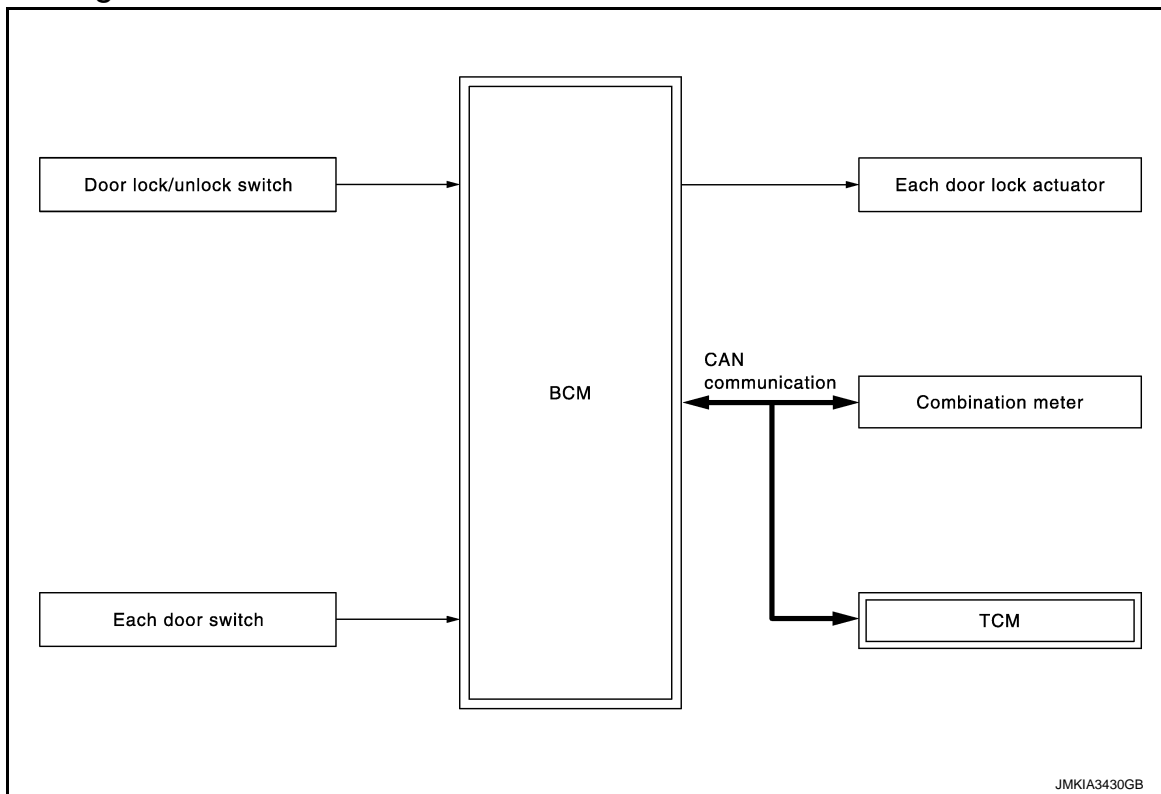 Door lock/unlock switch
Each door lock actuator
CAN
communication
BCM
Combination meter
Each door switch
TCM
JMKIA3430GB